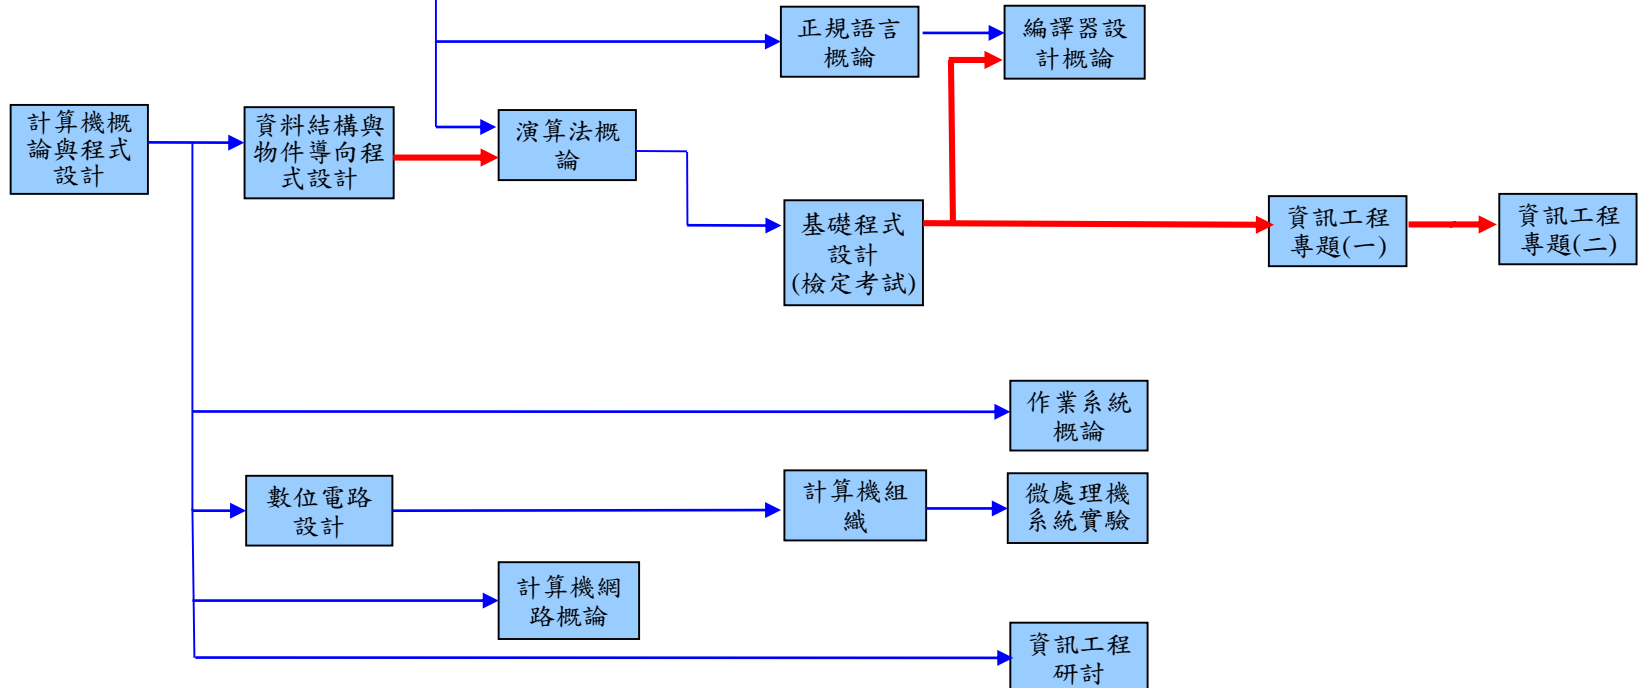 正規語言
概論
編譯器設
計概論
計算機概
論與程式
設計
資料結構與
物件導向程
式設計
演算法概
論
基礎程式
設計
(檢定考試)
資訊工程
專題(一)
資訊工程
專題(二)
作業系統
概論
數位電路
設計
計算機組
織
微處理機
系統實驗
計算機網
路概論
資訊工程
研討